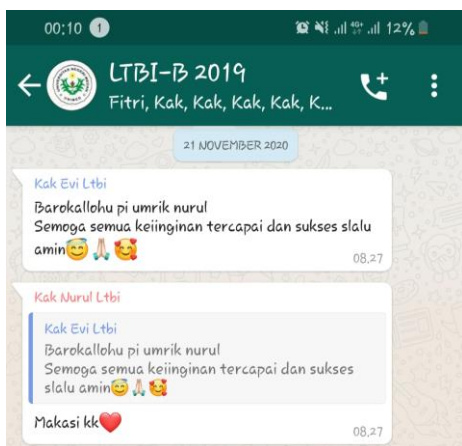 00:10 1 12%
LTBI-B 2019
Fitri, Kak, Kak, Kak, Kak, K...
21 NOVEMBER 2020
Kak Evi Ltbi
Barokallohu pi umrik nurul
Semoga semua keiinginan tercapai dan sukses slalu
amin😇🙏🏻🥰
08,27
Kak Nurul Ltbi
Kak Evi Ltbi
Barokallohu pi umrik nurul
Semoga semua keiinginan tercapai dan sukses
slalu amin😇🙏🏻🥰
Makasi kk❤️
08,27